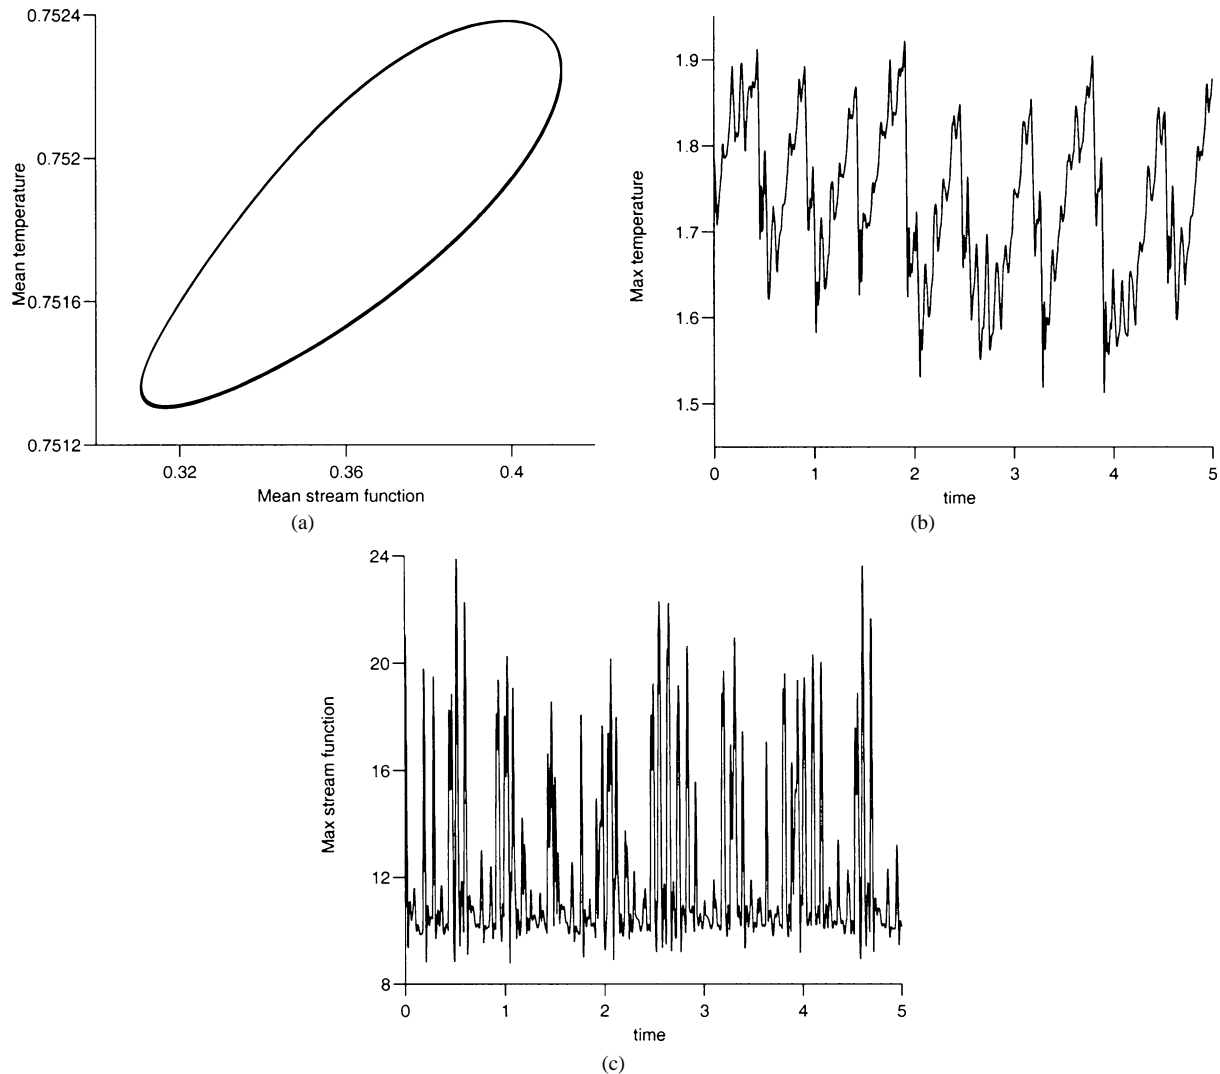 0.7524
0.752
0.7516
0.7512
Mean temperature
0.32 0.36 0.4
Mean stream function
(a)
1.9
1.8
1.7
1.6
1.5
Max temperature
0 1 2 3 4 5
time
(b)
24
20
16
12
8
Max stream function
0 1 2 3 4 5
time
(c)